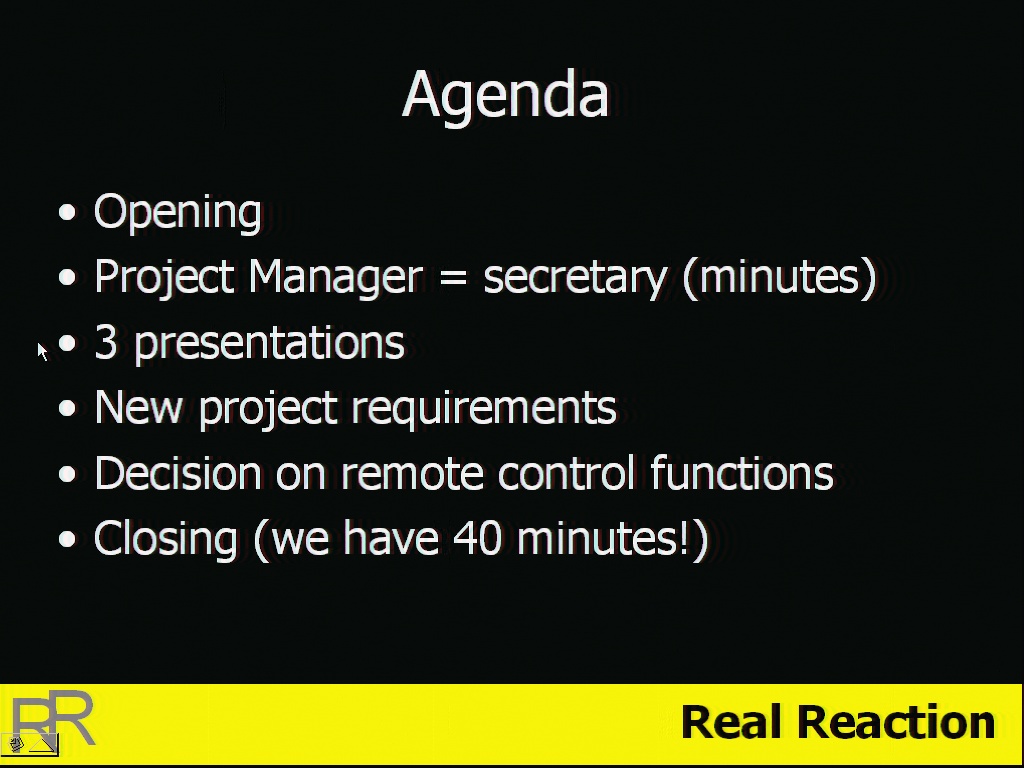 Agenda
• Opening
• Project Manager = secretary (minutes)
• 3 presentations
• New project requirements
• Decision on remote control functions
• Closing (we have 40 minutes!)
RR
Real Reaction